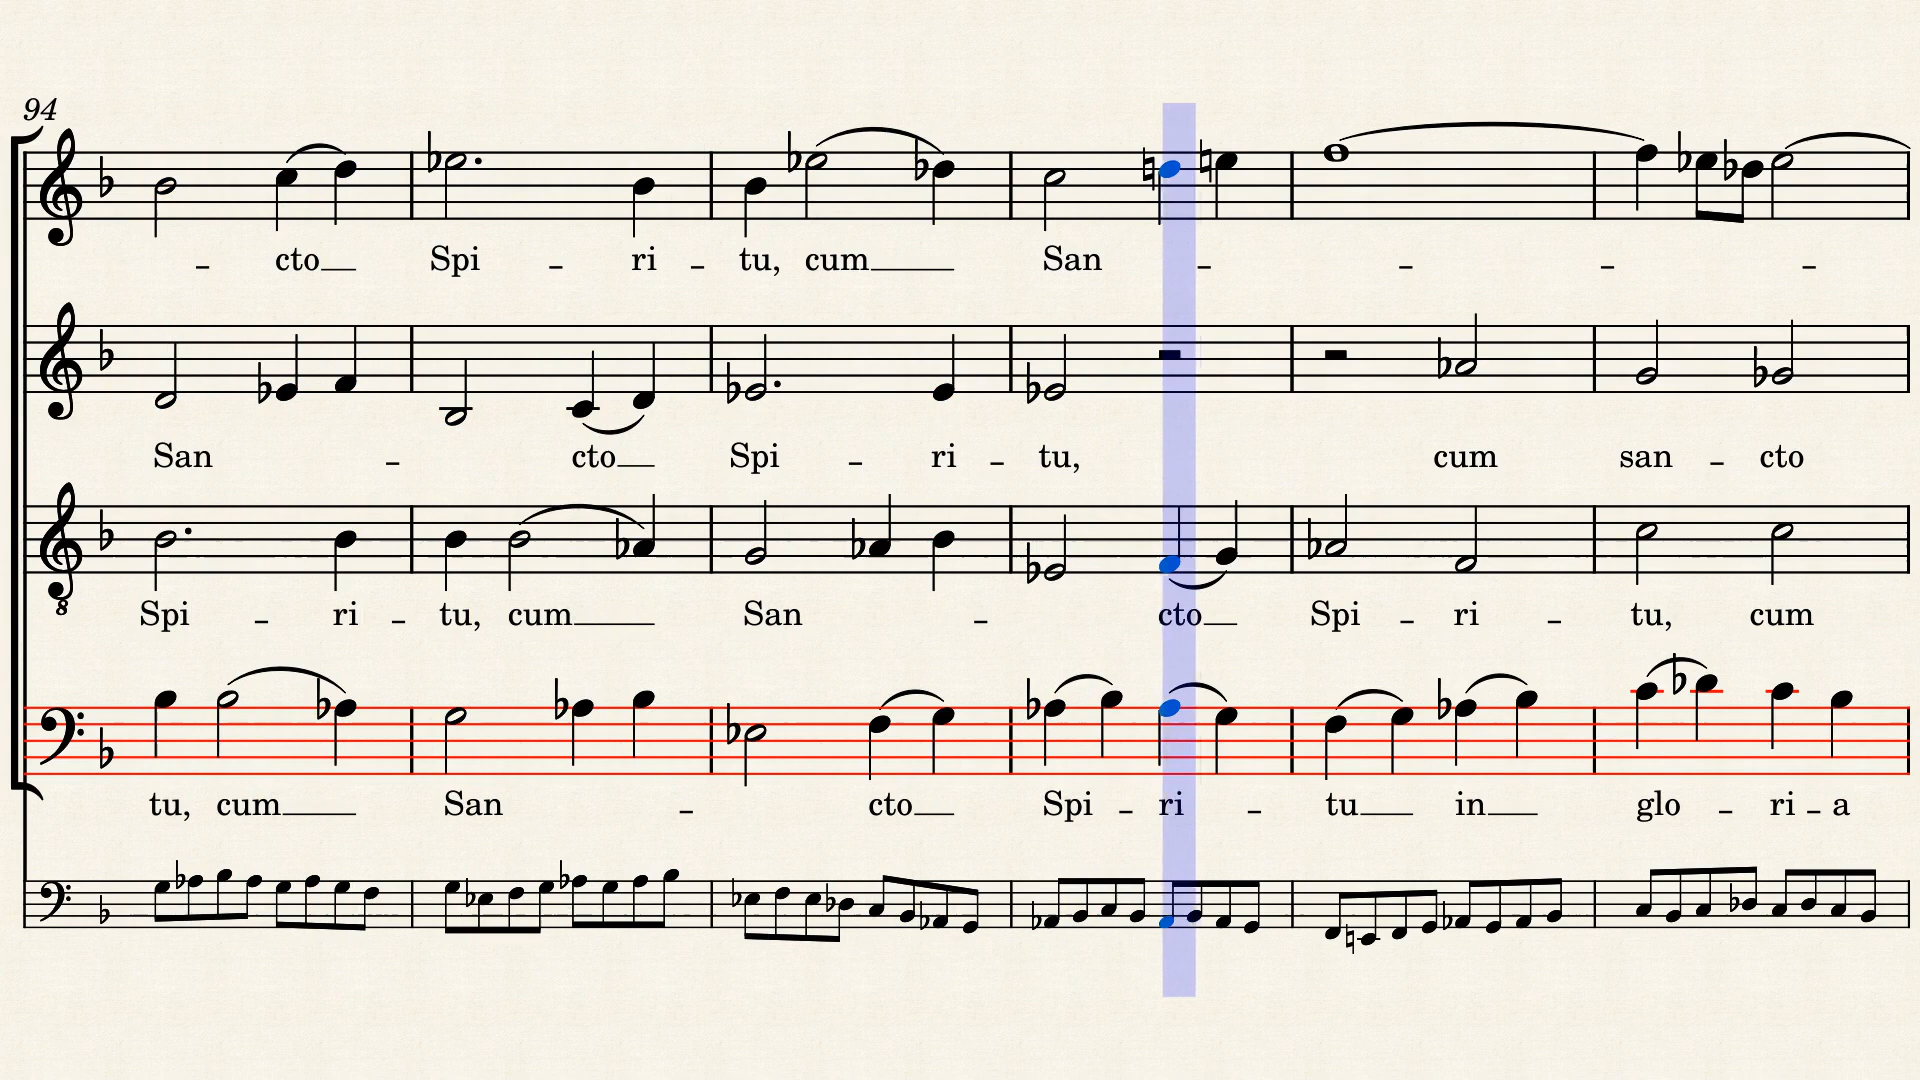 94
- cto Spi - ri - tu, cum San - - - -
San - cto Spi - ri - tu, cum san - cto
8
Spi - ri - tu, cum San - cto Spi - ri - tu, cum
tu, cum San - cto Spi - ri - tu in glo - ri - a